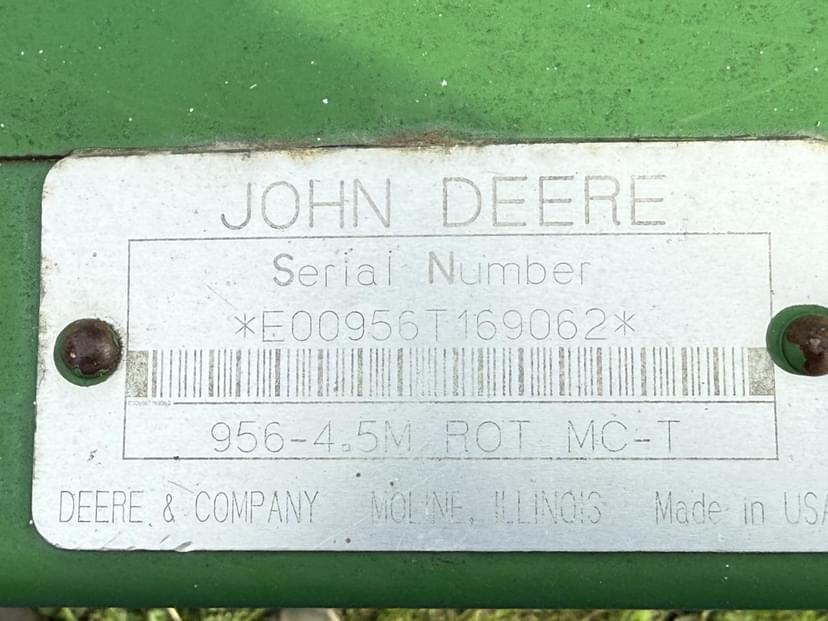 JOHN DEERE
Serial Number
*E00956T169062*
956-4.5M ROT MC-T
DEERE & COMPANY MOLINE, ILLINOIS Made in USA